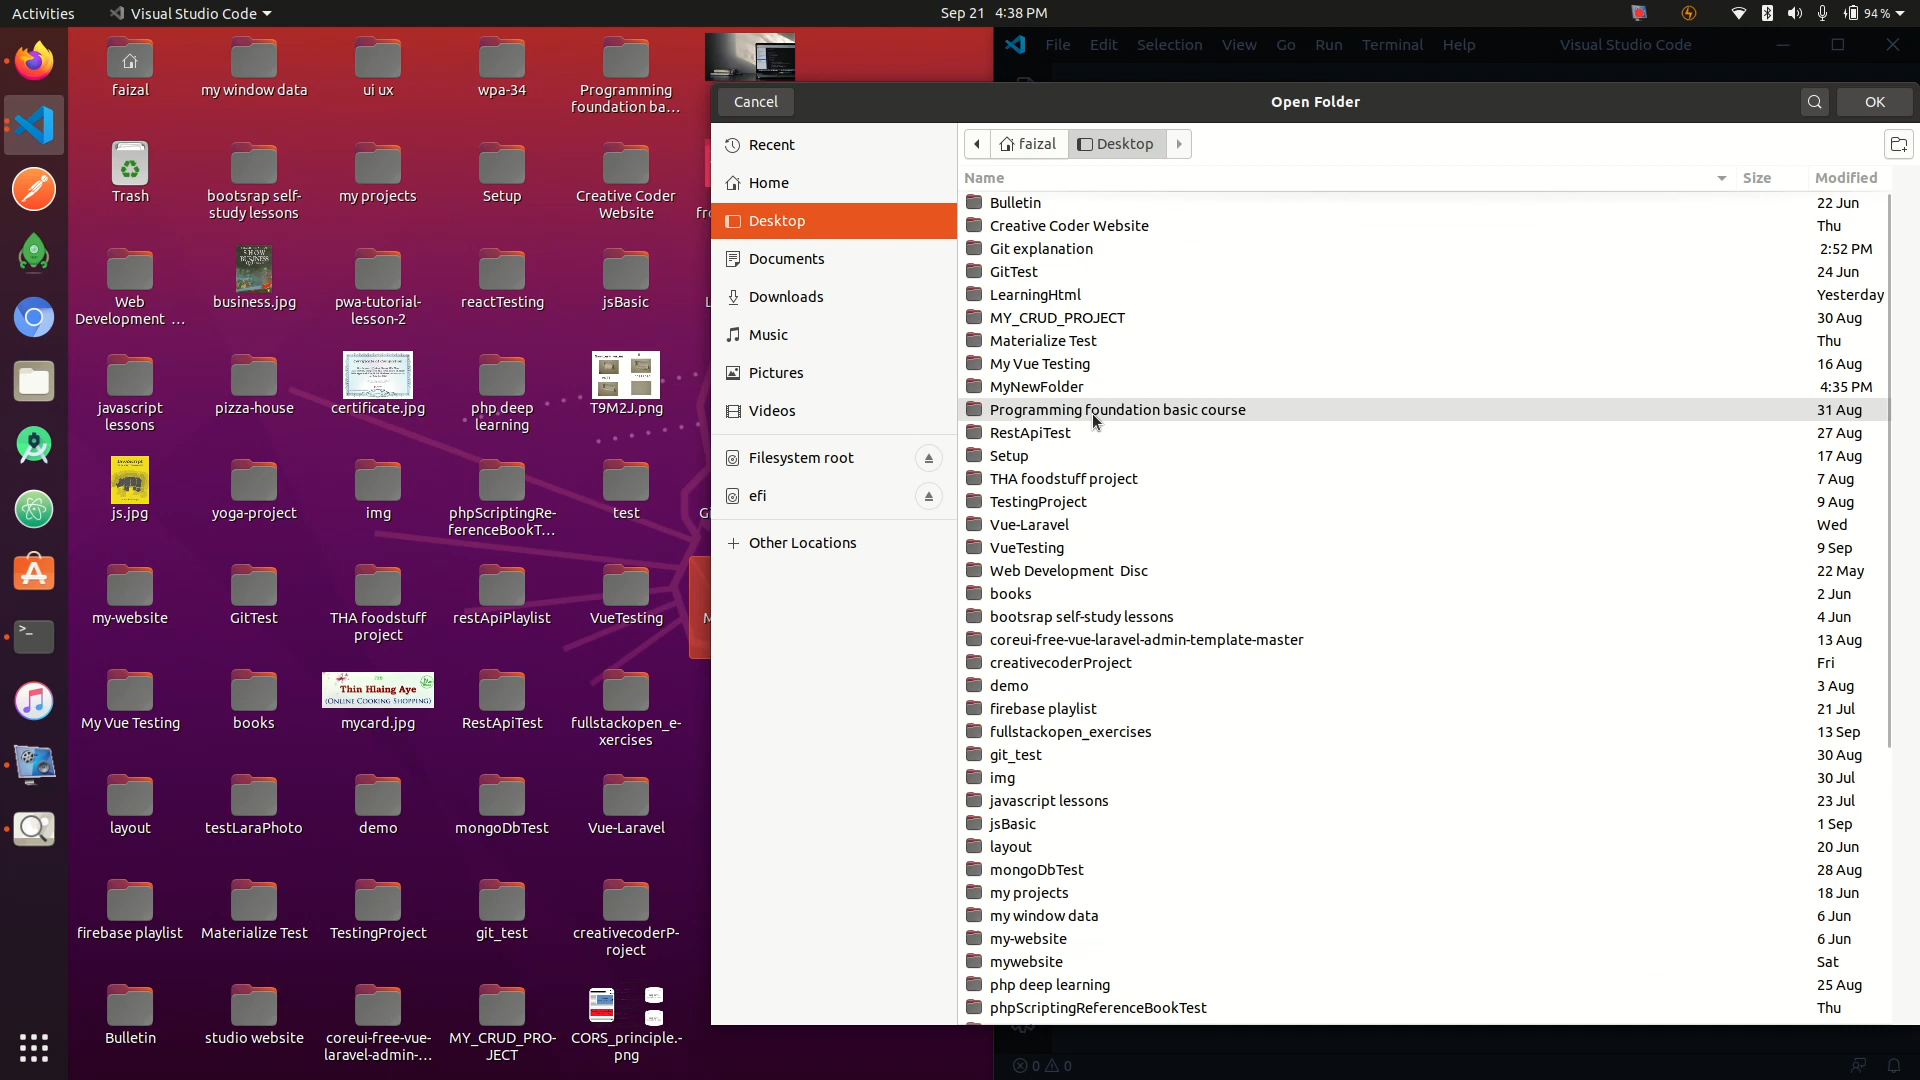 Activities
Visual Studio Code
Sep 21 4:38 PM
94 %
File Edit Selection View Go Run Terminal Help
Visual Studio Code
faizal
my window data
ui ux
wpa-34
Programming
foundation ba...
Trash
bootsrap self-
study lessons
my projects
Setup
Creative Coder
Website
Web
Development ...
business.jpg
pwa-tutorial-
lesson-2
reactTesting
jsBasic
javascript
lessons
pizza-house
certificate.jpg
php deep
learning
T9M2J.png
js.jpg
yoga-project
img
phpScriptingRe-
ferenceBookT...
test
my-website
GitTest
THA foodstuff
project
restApiPlaylist
VueTesting
My Vue Testing
books
Thin Hlaing Aye
(ONLINE COOKING SHOPPING)
mycard.jpg
RestApiTest
fullstackopen_e-
xercises
layout
testLaraPhoto
demo
mongoDbTest
Vue-Laravel
firebase playlist
Materialize Test
TestingProject
git_test
creativecoderP-
roject
Bulletin
studio website
coreui-free-vue-
laravel-admin-...
MY_CRUD_PRO-
JECT
CORS_principle.-
png
Cancel
Open Folder
OK
Recent
Home
Desktop
Documents
Downloads
Music
Pictures
Videos
Filesystem root
efi
Other Locations
faizal
Desktop
Name Size Modified
Bulletin 22 Jun
Creative Coder Website Thu
Git explanation 2:52 PM
GitTest 24 Jun
LearningHtml Yesterday
MY_CRUD_PROJECT 30 Aug
Materialize Test Thu
My Vue Testing 16 Aug
MyNewFolder 4:35 PM
Programming foundation basic course 31 Aug
RestApiTest 27 Aug
Setup 17 Aug
THA foodstuff project 7 Aug
TestingProject 9 Aug
Vue-Laravel Wed
VueTesting 9 Sep
Web Development  Disc 22 May
books 2 Jun
bootsrap self-study lessons 4 Jun
coreui-free-vue-laravel-admin-template-master 13 Aug
creativecoderProject Fri
demo 3 Aug
firebase playlist 21 Jul
fullstackopen_exercises 13 Sep
git_test 30 Aug
img 30 Jul
javascript lessons 23 Jul
jsBasic 1 Sep
layout 20 Jun
mongoDbTest 28 Aug
my projects 18 Jun
my window data 6 Jun
my-website 6 Jun
mywebsite Sat
php deep learning 25 Aug
phpScriptingReferenceBookTest Thu
0 0